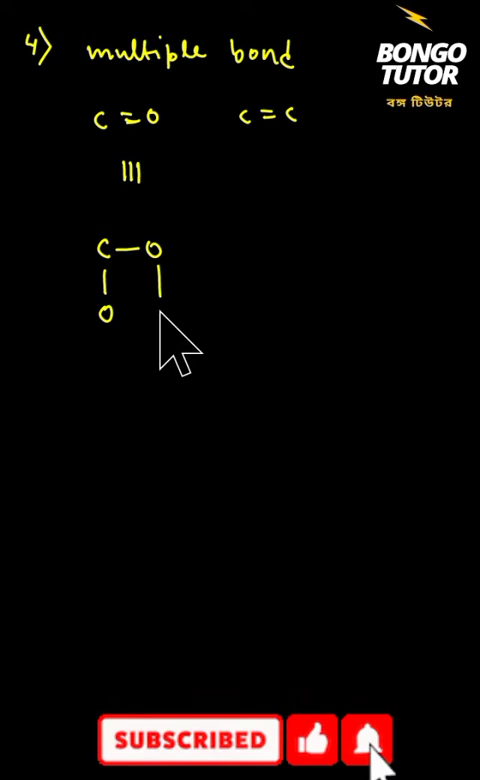 4) multiple bond
BONGO
TUTOR
বঙ্গ টিউটর
C = O C = C
|||
C — O
| |
O
SUBSCRIBED